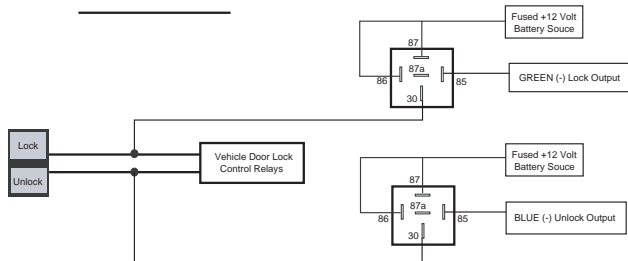 Fused +12 Volt
Battery Souce
87
87a
86
85
30
GREEN (-) Lock Output
Lock
Unlock
Vehicle Door Lock
Control Relays
Fused +12 Volt
Battery Souce
87
87a
86
85
30
BLUE (-) Unlock Output